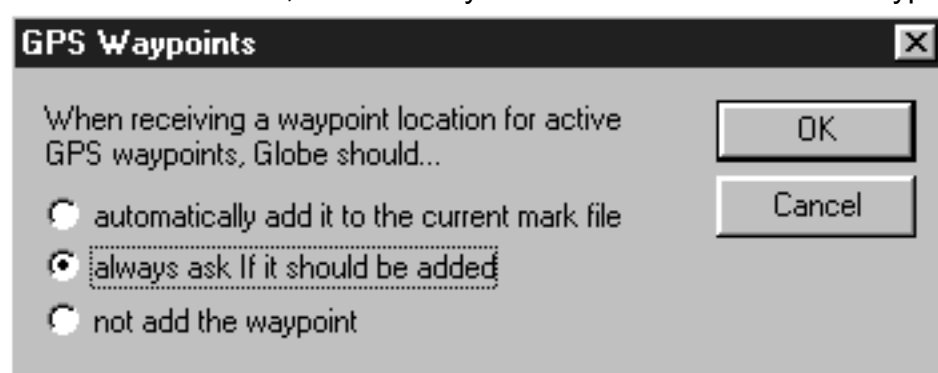 GPS Waypoints
When receiving a waypoint location for active
GPS waypoints, Globe should...
automatically add it to the current mark file
always ask If it should be added
not add the waypoint
OK
Cancel